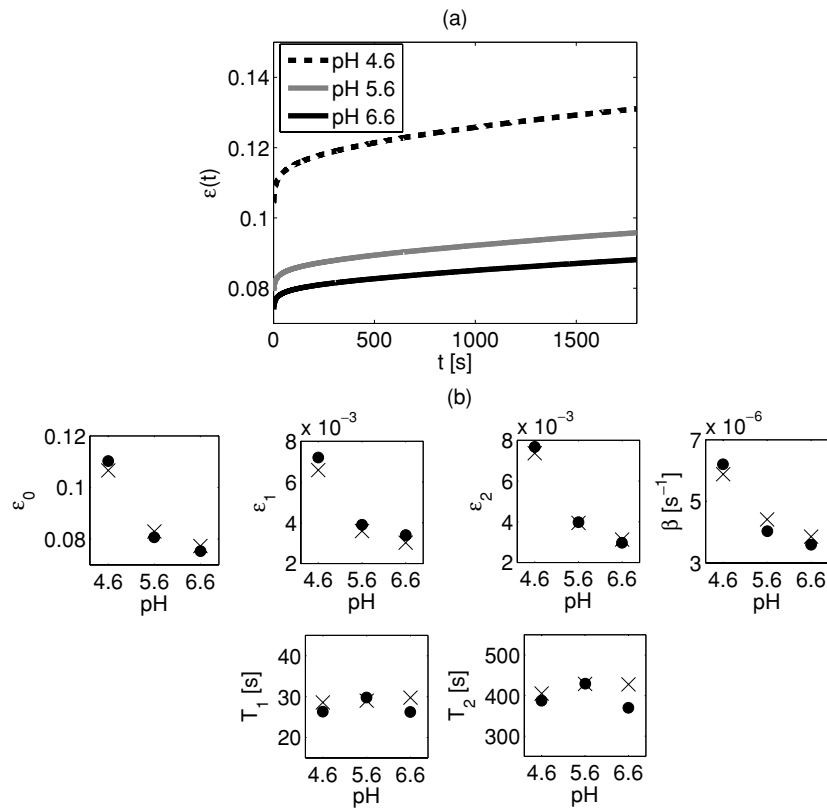 (a)
pH 4.6
pH 5.6
pH 6.6
0.14
0.12
0.1
0.08
ε(t)
0 500 1000 1500
t [s]
(b)
0.12
0.1
0.08
ε0
4.6 5.6 6.6
pH
x 10⁻³
8
6
4
2
ε1
4.6 5.6 6.6
pH
x 10⁻³
8
6
4
2
ε2
4.6 5.6 6.6
pH
x 10⁻⁶
7
6
5
4
3
β [s⁻¹]
4.6 5.6 6.6
pH
40
30
20
T1 [s]
4.6 5.6 6.6
pH
500
400
300
T2 [s]
4.6 5.6 6.6
pH